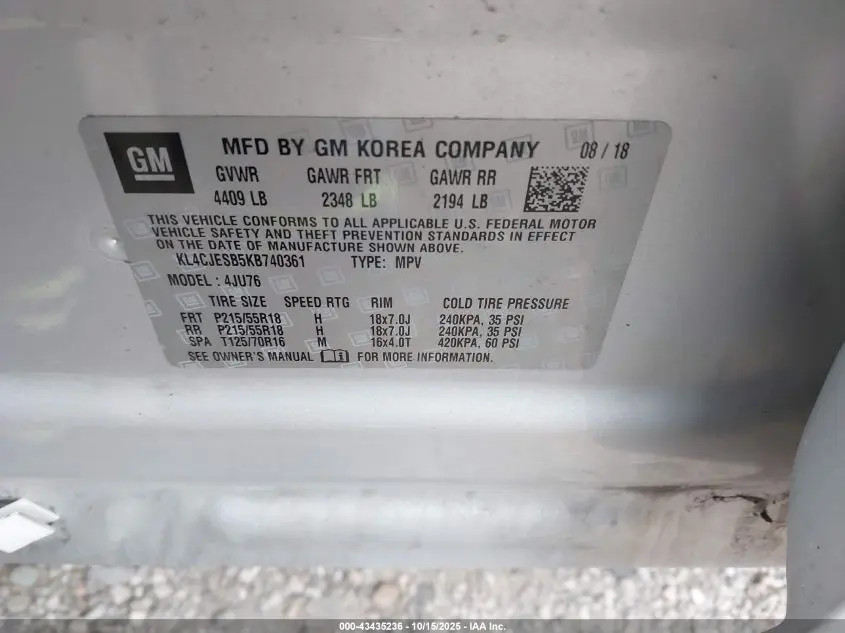 GM
MFD BY GM KOREA COMPANY 08 / 18
GVWR GAWR FRT GAWR RR
4409 LB 2348 LB 2194 LB
THIS VEHICLE CONFORMS TO ALL APPLICABLE U.S. FEDERAL MOTOR
VEHICLE SAFETY AND THEFT PREVENTION STANDARDS IN EFFECT
ON THE DATE OF MANUFACTURE SHOWN ABOVE.
KL4CJESB5KB740361 TYPE: MPV
MODEL : 4JU76
TIRE SIZE SPEED RTG RIM COLD TIRE PRESSURE
FRT P215/55R18 H 18x7.0J 240KPA, 35 PSI
RR P215/55R18 H 18x7.0J 240KPA, 35 PSI
SPA T125/70R16 M 16x4.0T 420KPA, 60 PSI
SEE OWNER'S MANUAL FOR MORE INFORMATION.
000-43435236 - 10/15/2025 - IAA Inc.